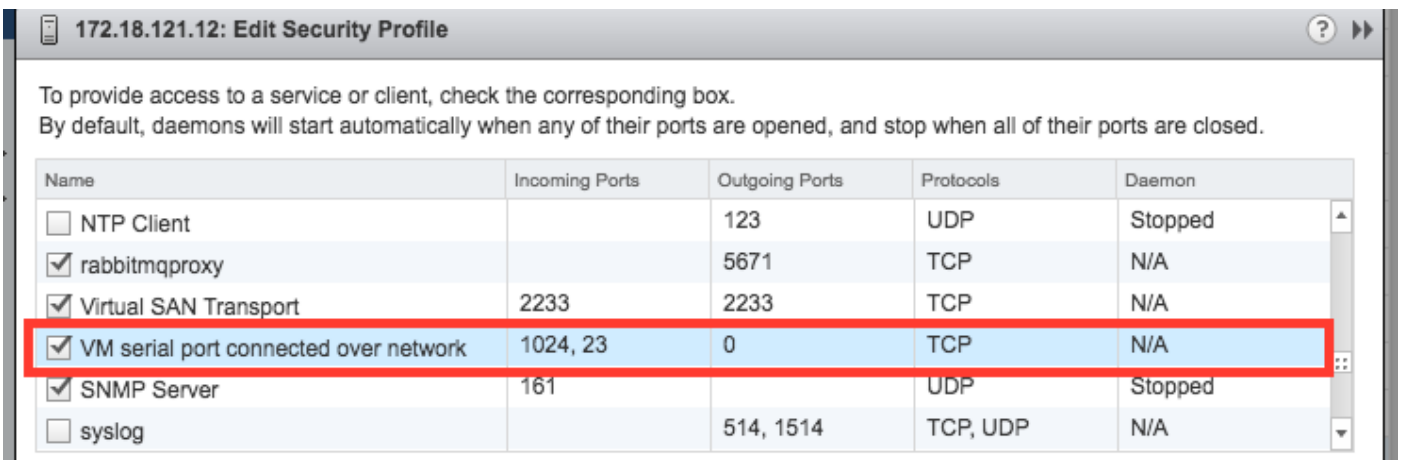 172.18.121.12: Edit Security Profile ?
To provide access to a service or client, check the corresponding box.
By default, daemons will start automatically when any of their ports are opened, and stop when all of their ports are closed.
Name Incoming Ports Outgoing Ports Protocols Daemon
NTP Client 123 UDP Stopped
rabbitmqproxy 5671 TCP N/A
Virtual SAN Transport 2233 2233 TCP N/A
VM serial port connected over network 1024, 23 0 TCP N/A
SNMP Server 161 UDP Stopped
syslog 514, 1514 TCP, UDP N/A